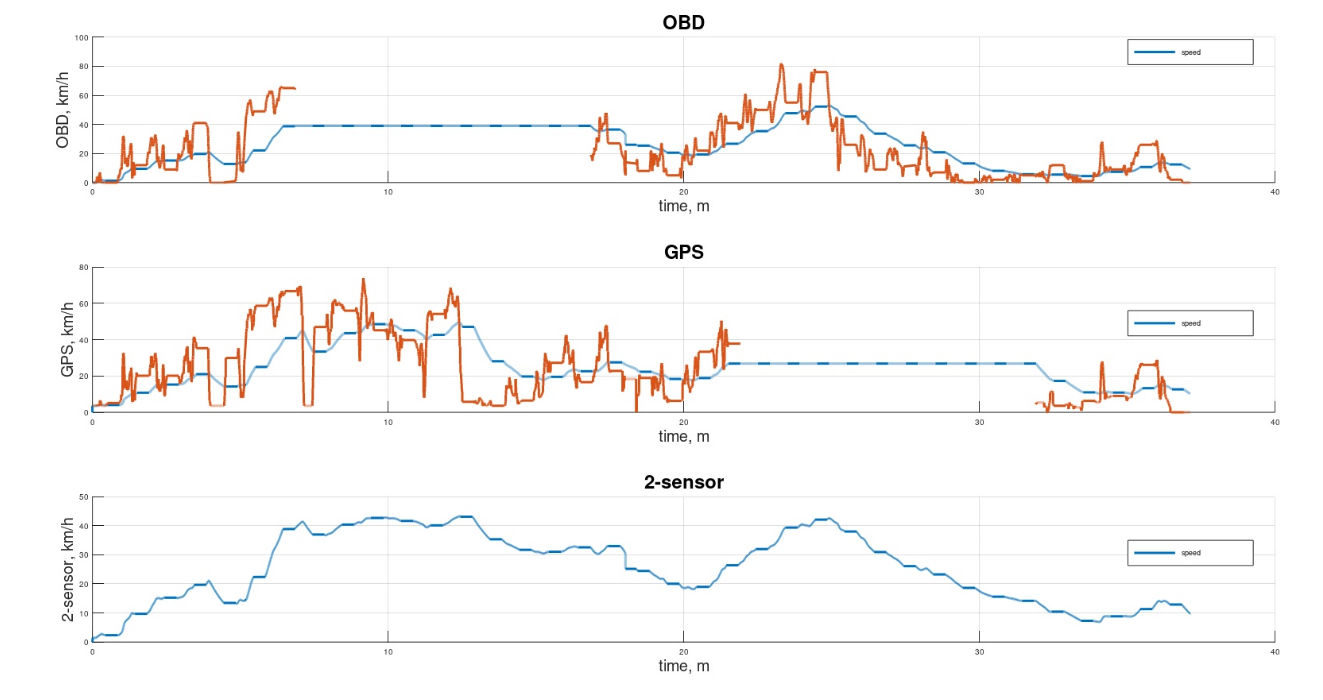 OBD
100
80
60
40
20
0
OBD, km/h
speed
0 10 20 30 40
time, m
GPS
80
60
40
20
0
GPS, km/h
speed
0 10 20 30 40
time, m
2-sensor
50
40
30
20
10
0
2-sensor, km/h
speed
0 10 20 30 40
time, m